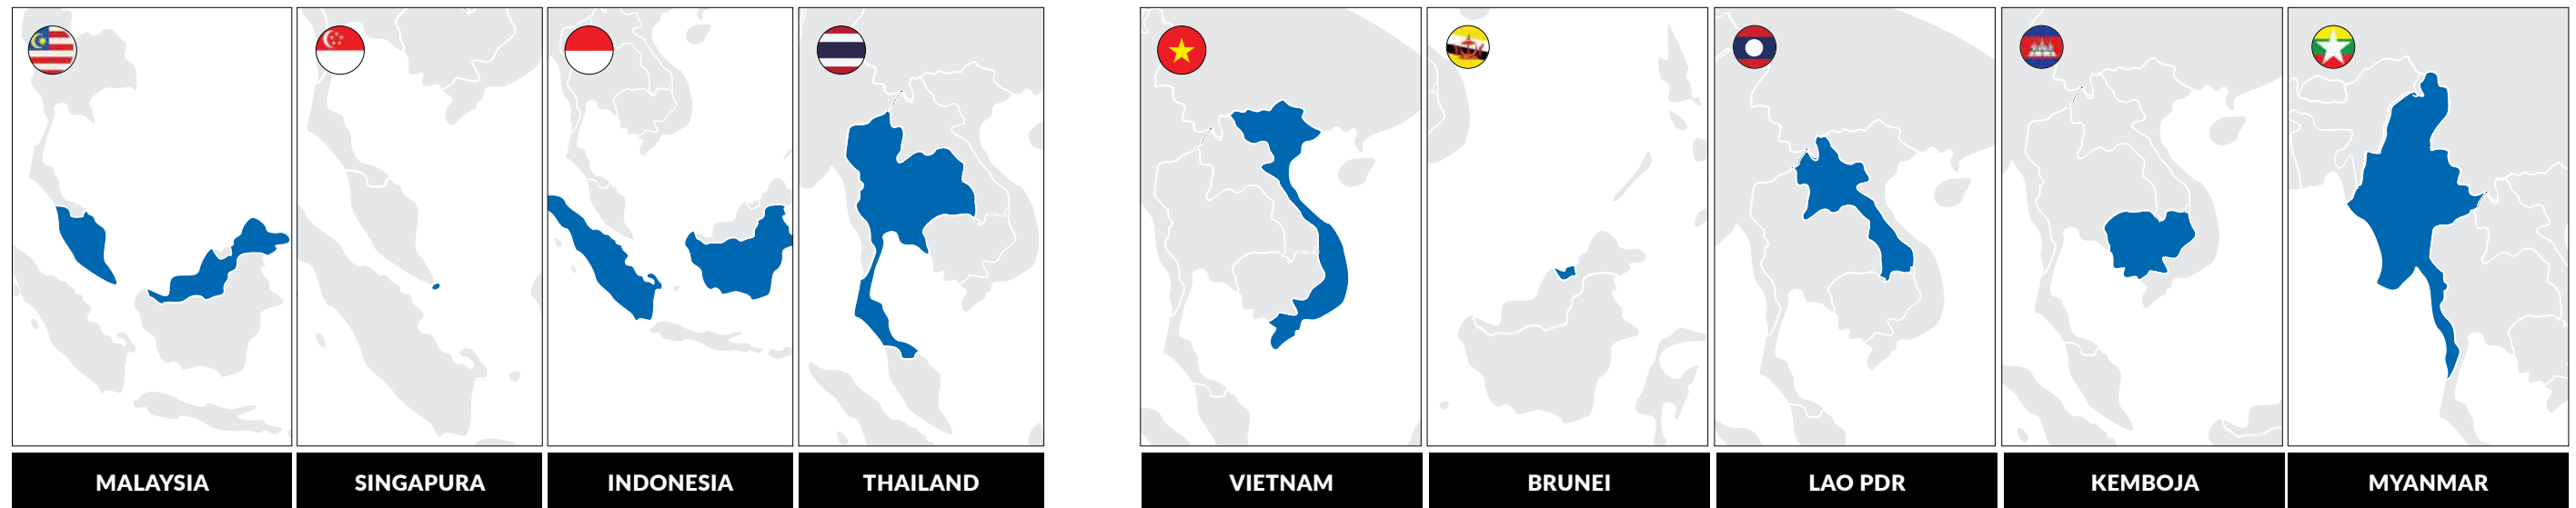 MALAYSIA
SINGAPURA
INDONESIA
THAILAND
VIETNAM
BRUNEI
LAO PDR
KEMBOJA
MYANMAR